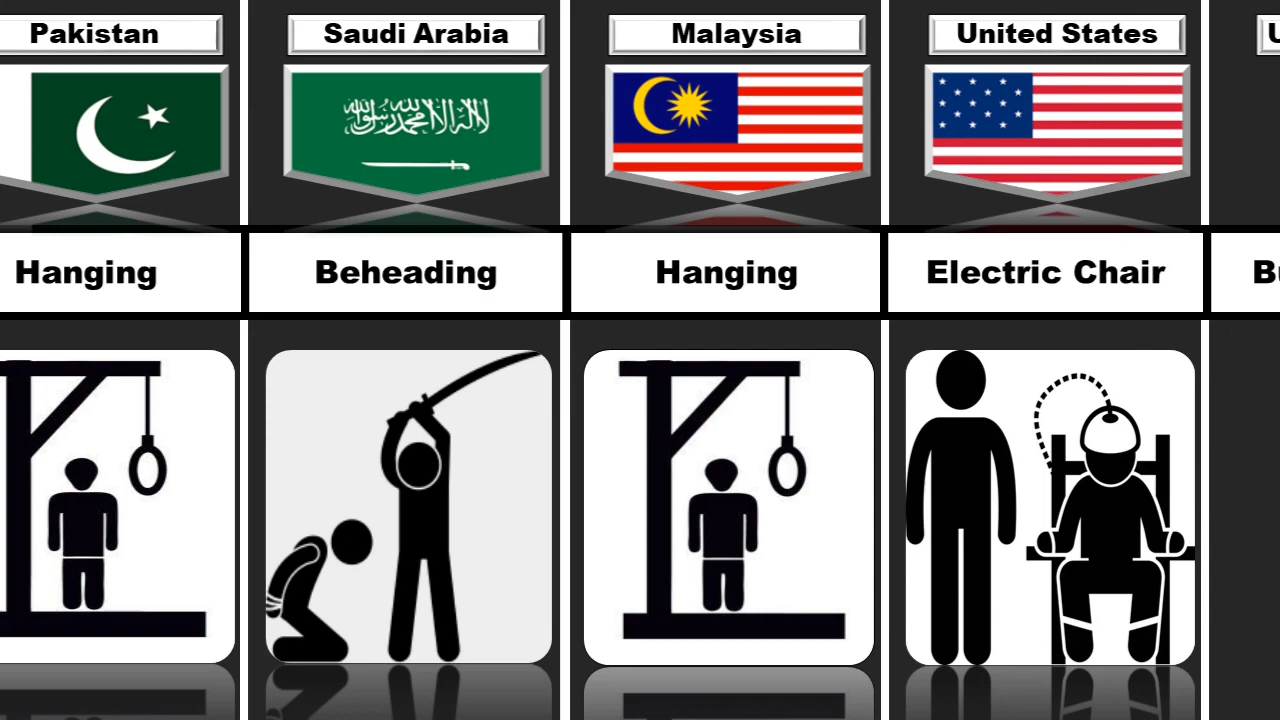 Pakistan
Saudi Arabia
Malaysia
United States
لا إله إلا الله محمد رسول الله
Hanging
Beheading
Hanging
Electric Chair